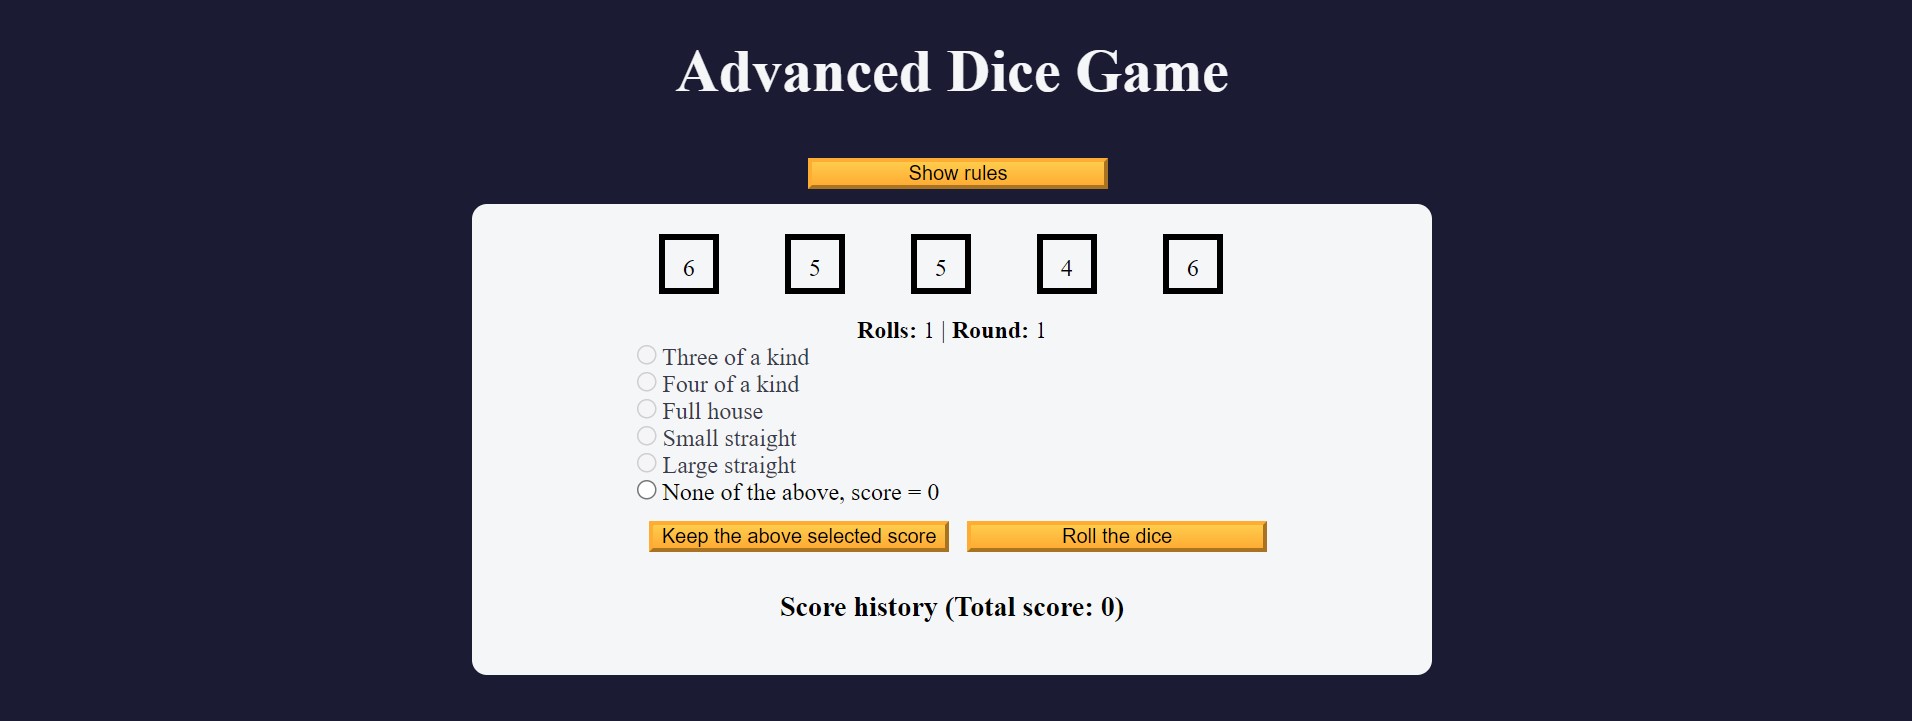 Advanced Dice Game
Show rules
6 5 5 4 6
Rolls: 1 | Round: 1
Three of a kind
Four of a kind
Full house
Small straight
Large straight
None of the above, score = 0
Keep the above selected score Roll the dice
Score history (Total score: 0)